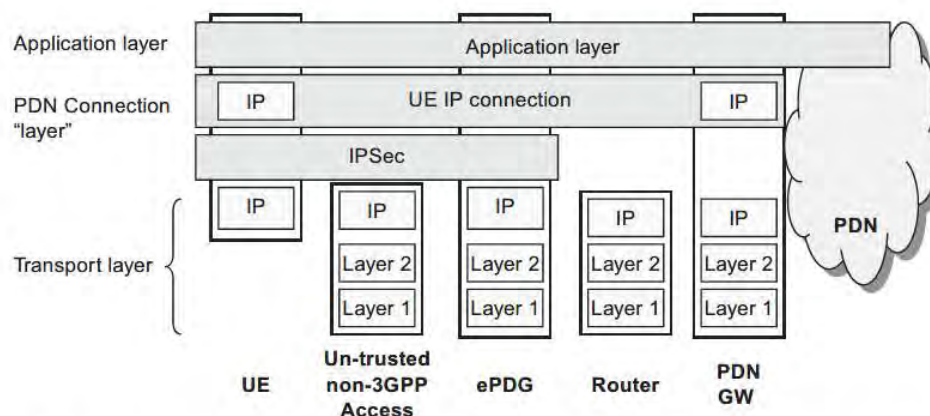 Application layer
Application layer
PDN Connection
“layer”
IP
UE IP connection
IP
IPSec
Transport layer
IP
IP
IP
IP
IP
Layer 2
Layer 2
Layer 2
Layer 2
Layer 1
Layer 1
Layer 1
Layer 1
PDN
UE
Un-trusted
non-3GPP
Access
ePDG
Router
PDN
GW